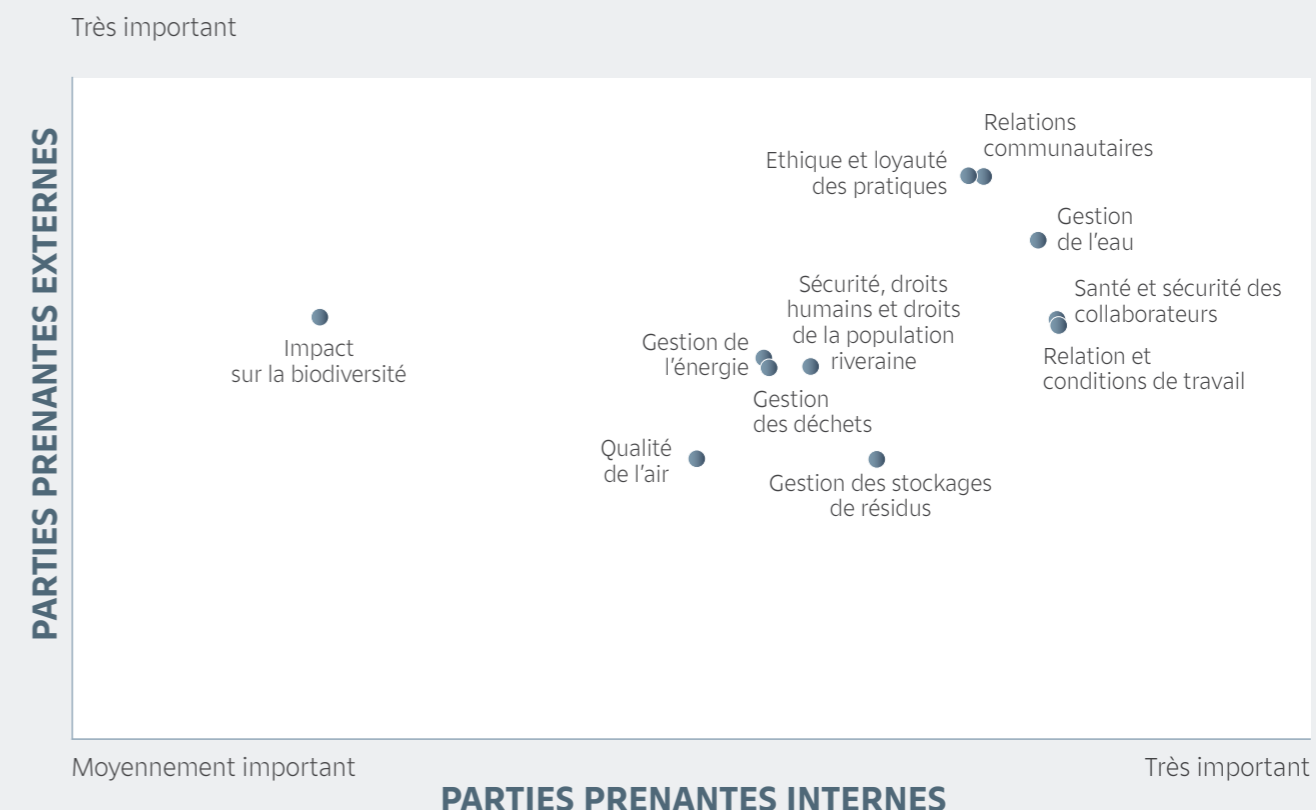 Très important
PARTIES PRENANTES EXTERNES
Relations
communautaires
Ethique et loyauté
des pratiques
Gestion
de l'eau
Sécurité, droits
humains et droits
de la population
riveraine
Santé et sécurité des
collaborateurs
Impact
sur la biodiversité
Gestion de
l'énergie
Relation et
conditions de travail
Gestion
des déchets
Qualité
de l'air
Gestion des stockages
de résidus
Moyennement important
Très important
PARTIES PRENANTES INTERNES